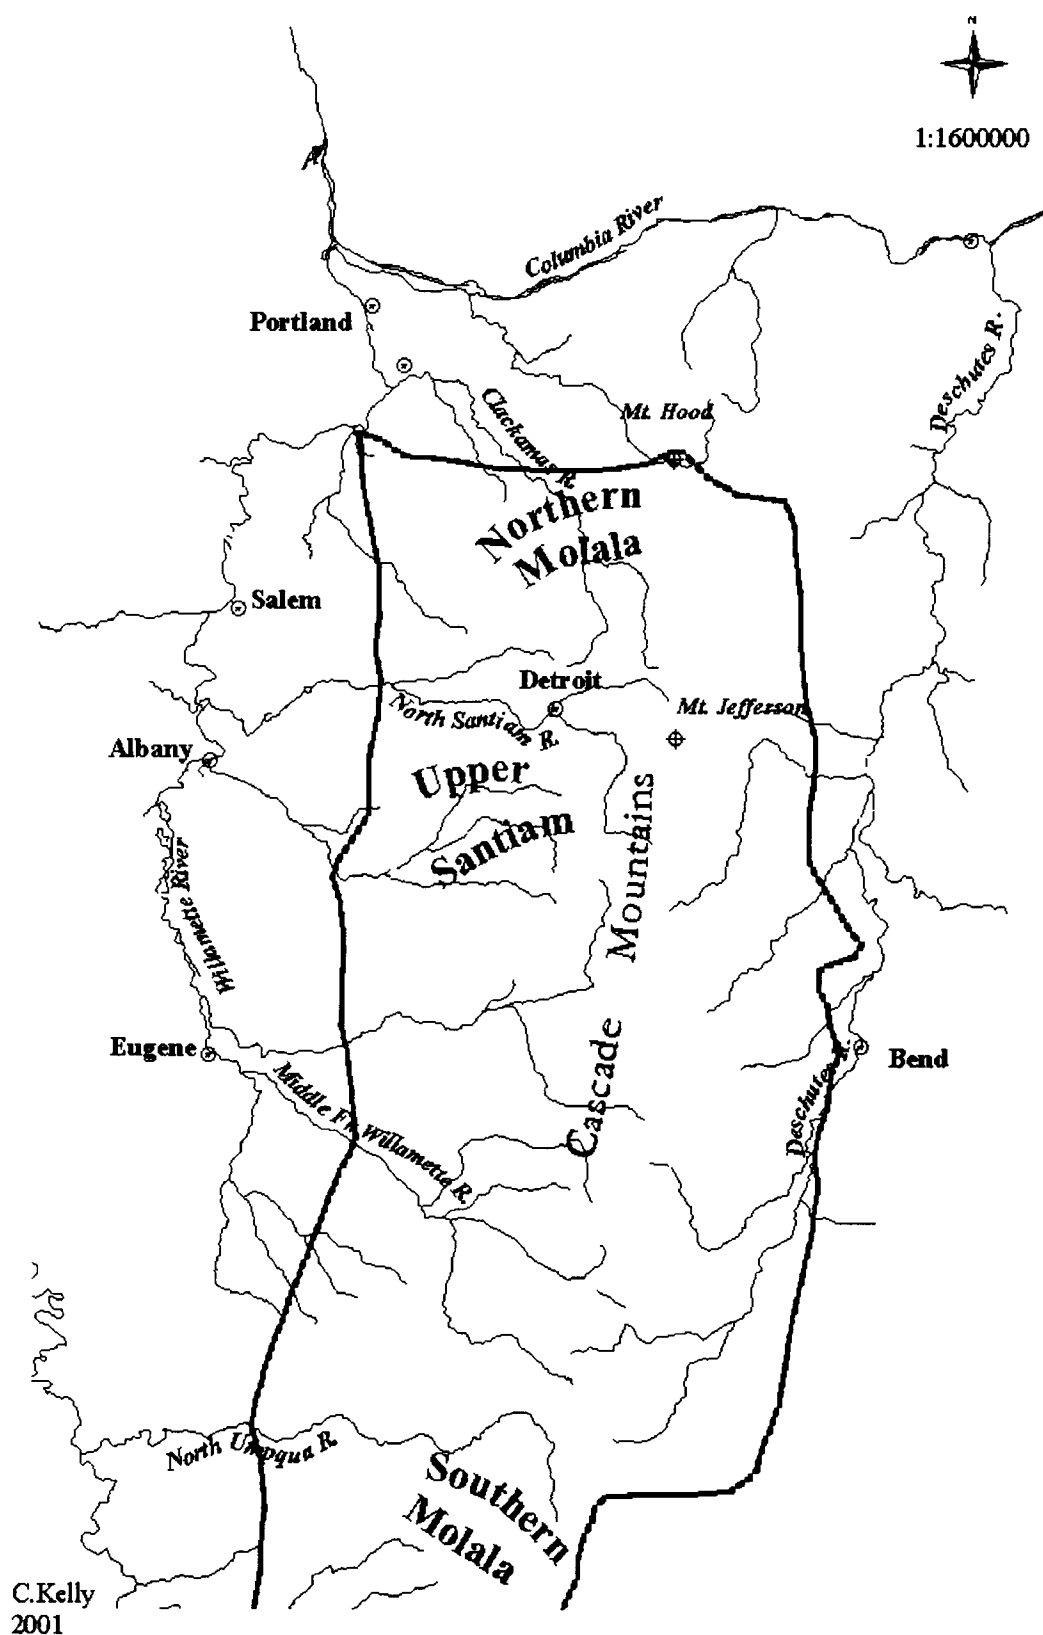 N
1:1600000
Columbia River
Portland
Deschutes R.
Clackamas R.
Mt. Hood
Northern
Molala
Salem
Detroit
North Santiam R.
Mt. Jefferson
Albany
Upper
Santiam
Cascade Mountains
Willamette River
Eugene
Bend
Middle Fk. Willamette R.
Deschutes R.
North Umpqua R.
Southern
Molala
C.Kelly
2001